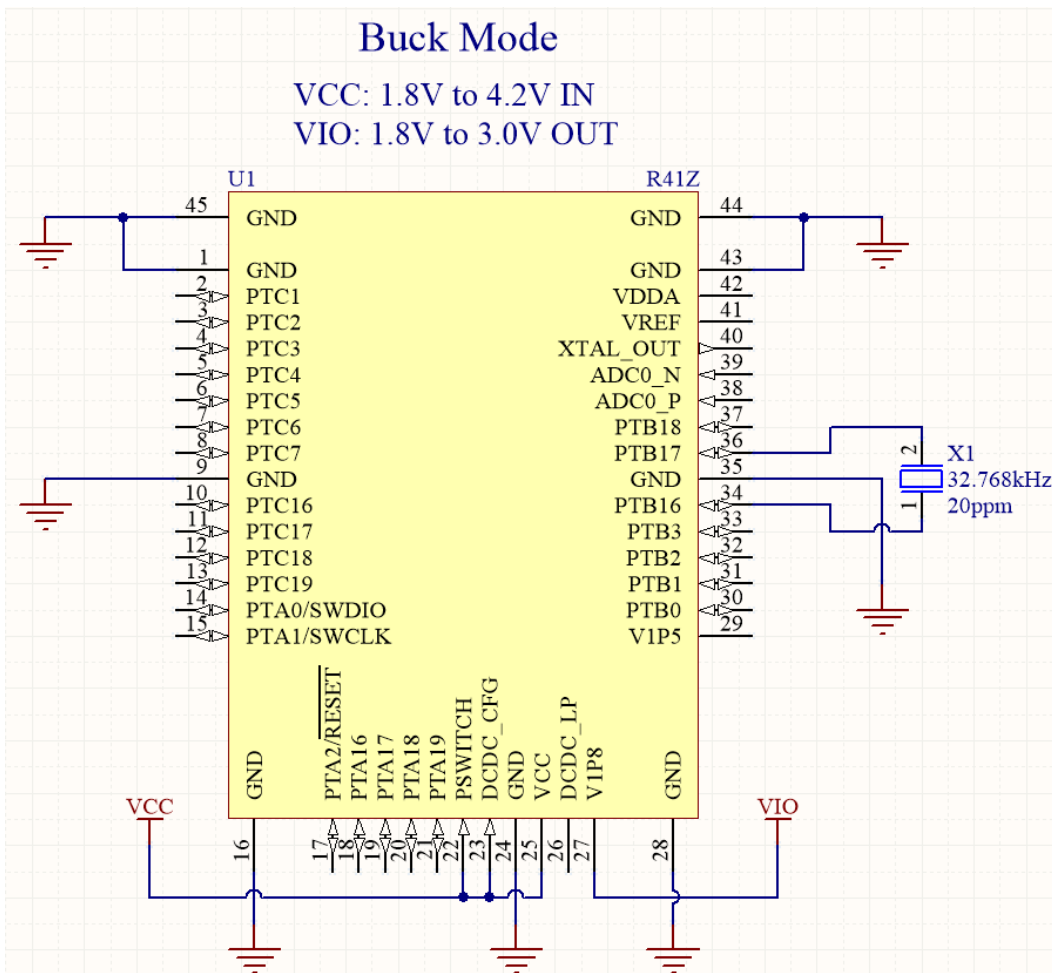 Buck Mode
VCC: 1.8V to 4.2V IN
VIO: 1.8V to 3.0V OUT
U1
R41Z
45 GND
GND 44
1 GND
GND 43
2 PTC1
VDDA 42
3 PTC2
VREF 41
4 PTC3
XTAL_OUT 40
5 PTC4
ADC0_N 39
6 PTC5
ADC0_P 38
7 PTC6
PTB18 37
8 PTC7
PTB17 36
9 GND
GND 35
10 PTC16
PTB16 34
11 PTC17
PTB3 33
12 PTC18
PTB2 32
13 PTC19
PTB1 31
14 PTA0/SWDIO
PTB0 30
15 PTA1/SWCLK
V1P5 29
2
X1
32.768kHz
1
20ppm
GND 16
PTA2/RESET 17
PTA16 18
PTA17 19
PTA18 20
PTA19 21
PSWITCH 22
DCDC_CFG 23
GND 24
VCC 25
DCDC_LP 26
V1P8 27
GND 28
VCC
VIO